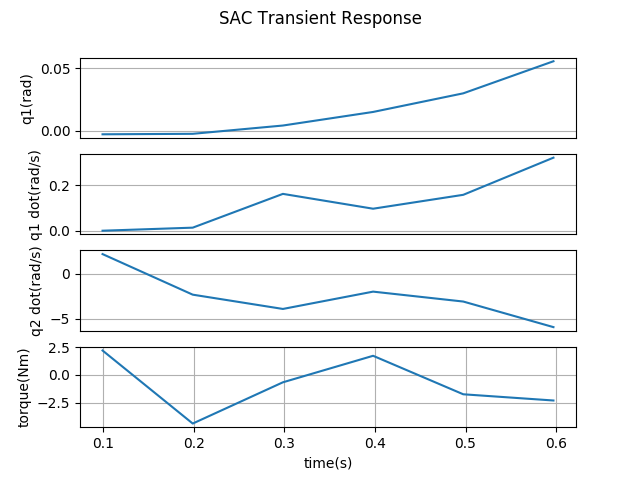 SAC Transient Response
0.05
0.00
q1(rad)
0.2
0.0
q1 dot(rad/s)
0
−5
q2 dot(rad/s)
2.5
0.0
−2.5
torque(Nm)
0.1 0.2 0.3 0.4 0.5 0.6
time(s)